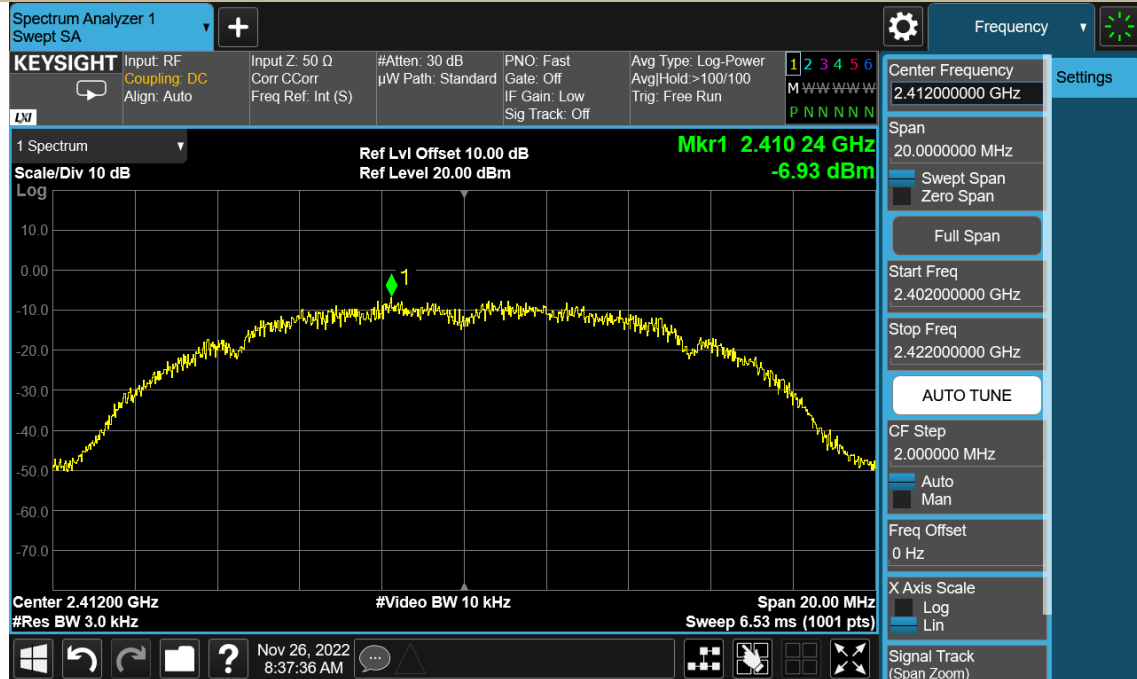 Spectrum Analyzer 1
Swept SA
+
Frequency
KEYSIGHT
LXI
Input: RF
Coupling: DC
Align: Auto
Input Z: 50 Ω
Corr CCorr
Freq Ref: Int (S)
#Atten: 30 dB
µW Path: Standard
PNO: Fast
Gate: Off
IF Gain: Low
Sig Track: Off
Avg Type: Log-Power
Avg|Hold:>100/100
Trig: Free Run
1 2 3 4 5 6
M W W W W W
P N N N N N
1 Spectrum
Scale/Div 10 dB
Log
Ref Lvl Offset 10.00 dB
Ref Level 20.00 dBm
Mkr1 2.410 24 GHz
-6.93 dBm
10.0
0.00
-10.0
-20.0
-30.0
-40.0
-50.0
-60.0
-70.0
1
Center 2.41200 GHz
#Res BW 3.0 kHz
#Video BW 10 kHz
Span 20.00 MHz
Sweep 6.53 ms (1001 pts)
?
Nov 26, 2022
8:37:36 AM
Center Frequency
2.412000000 GHz
Settings
Span
20.0000000 MHz
Swept Span
Zero Span
Full Span
Start Freq
2.402000000 GHz
Stop Freq
2.422000000 GHz
AUTO TUNE
CF Step
2.000000 MHz
Auto
Man
Freq Offset
0 Hz
X Axis Scale
Log
Lin
Signal Track
(Span Zoom)